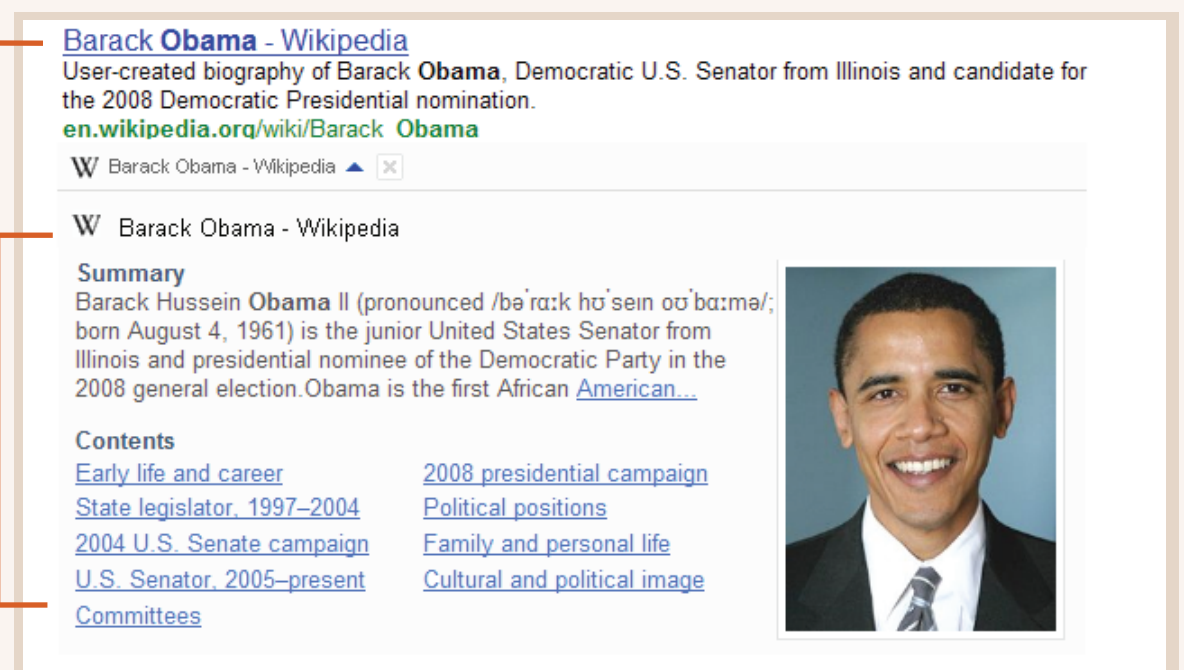 Barack Obama - Wikipedia
User-created biography of Barack Obama, Democratic U.S. Senator from Illinois and candidate for
the 2008 Democratic Presidential nomination.
en.wikipedia.org/wiki/Barack_Obama
W Barack Obama - Wikipedia
W Barack Obama - Wikipedia
Summary
Barack Hussein Obama II (pronounced /bəˈrɑːk hʊˈseɪn oʊˈbɑːmə/;
born August 4, 1961) is the junior United States Senator from
Illinois and presidential nominee of the Democratic Party in the
2008 general election.Obama is the first African American...
Contents
Early life and career
State legislator, 1997–2004
2004 U.S. Senate campaign
U.S. Senator, 2005–present
Committees
2008 presidential campaign
Political positions
Family and personal life
Cultural and political image